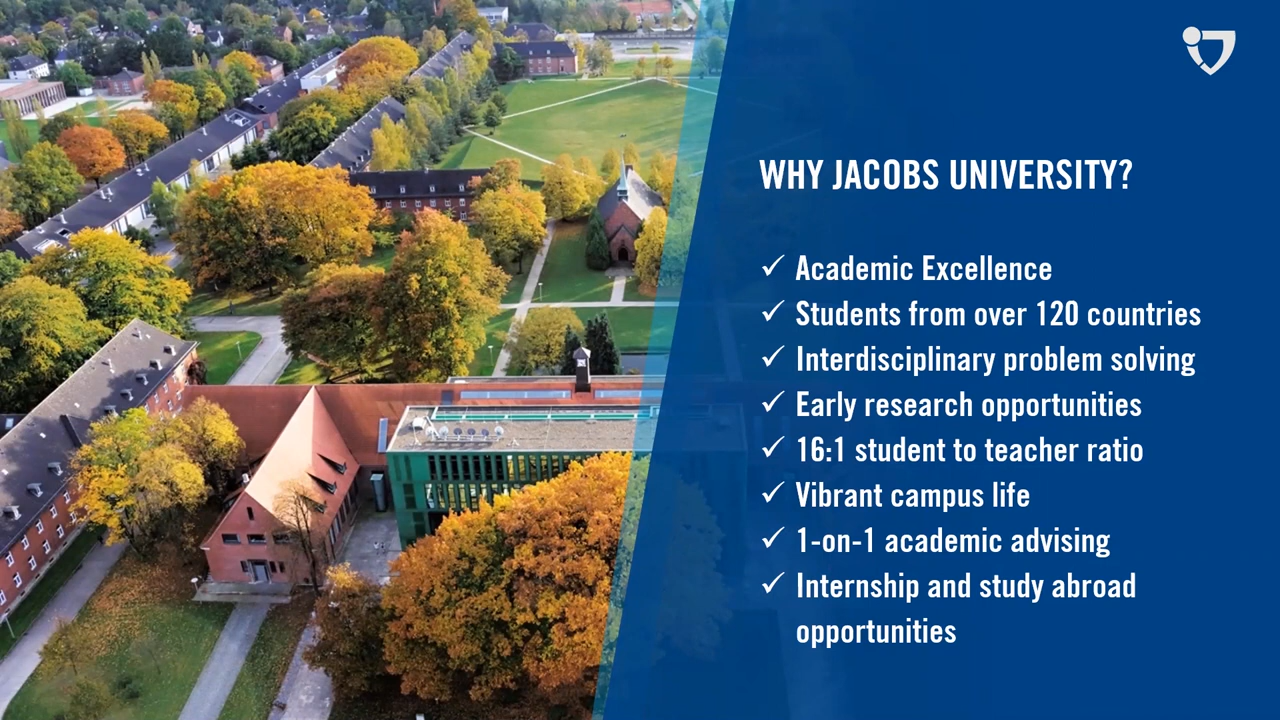 WHY JACOBS UNIVERSITY?
✓ Academic Excellence
✓ Students from over 120 countries
✓ Interdisciplinary problem solving
✓ Early research opportunities
✓ 16:1 student to teacher ratio
✓ Vibrant campus life
✓ 1-on-1 academic advising
✓ Internship and study abroad
opportunities